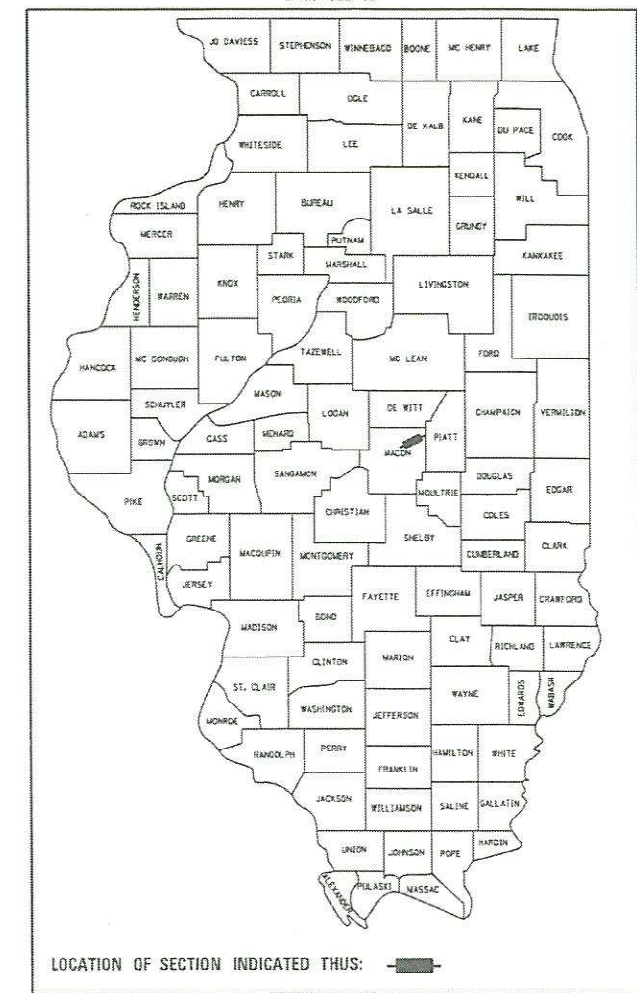 JO DAVIESS STEPHENSON WINNEBAGO BOONE MC HENRY LAKE
CARROLL OGLE DE KALB KANE DU PAGE COOK
WHITESIDE LEE
KENDALL WILL
ROCK ISLAND HENRY BUREAU LA SALLE GRUNDY
MERCER PUTNAM
STARK MARSHALL KANKAKEE
HENDERSON WARREN KNOX PEORIA WOODFORD LIVINGSTON
IROQUOIS
HANCOCK MC DONOUGH FULTON TAZEWELL MC LEAN FORD
MASON
SCHUYLER LOGAN DE WITT CHAMPAIGN VERMILION
ADAMS BROWN CASS MENARD MACON PIATT
MORGAN SANGAMON DOUGLAS
PIKE SCOTT CHRISTIAN MOULTRIE COLES EDGAR
GREENE MACOUPIN MONTGOMERY SHELBY
CALHOUN JERSEY CUMBERLAND CLARK
FAYETTE EFFINGHAM JASPER CRAWFORD
MADISON BOND
CLAY RICHLAND LAWRENCE
CLINTON MARION
ST. CLAIR WAYNE EDWARDS WABASH
WASHINGTON JEFFERSON
MONROE
RANDOLPH PERRY HAMILTON WHITE
FRANKLIN
JACKSON WILLIAMSON SALINE GALLATIN
UNION JOHNSON POPE HARDIN
ALEXANDER PULASKI MASSAC
LOCATION OF SECTION INDICATED THUS: